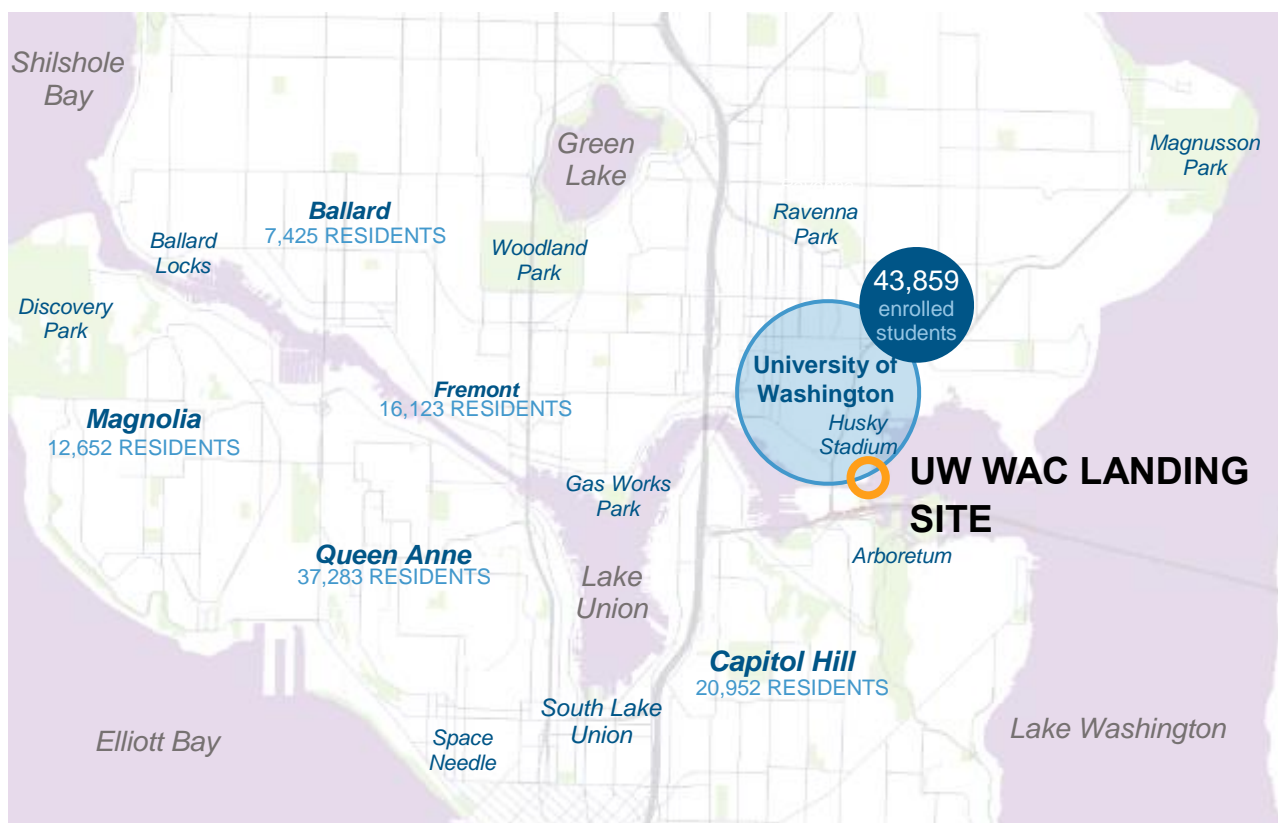 Shilshole
Bay
Green
Lake
Magnusson
Park
Ballard
7,425 RESIDENTS
Ravenna
Park
Ballard
Locks
Woodland
Park
43,859
enrolled
students
Discovery
Park
University of
Washington
Husky
Stadium
Fremont
16,123 RESIDENTS
Magnolia
12,652 RESIDENTS
UW WAC LANDING
SITE
Gas Works
Park
Arboretum
Queen Anne
37,283 RESIDENTS
Lake
Union
Capitol Hill
20,952 RESIDENTS
South Lake
Union
Space
Needle
Elliott Bay
Lake Washington